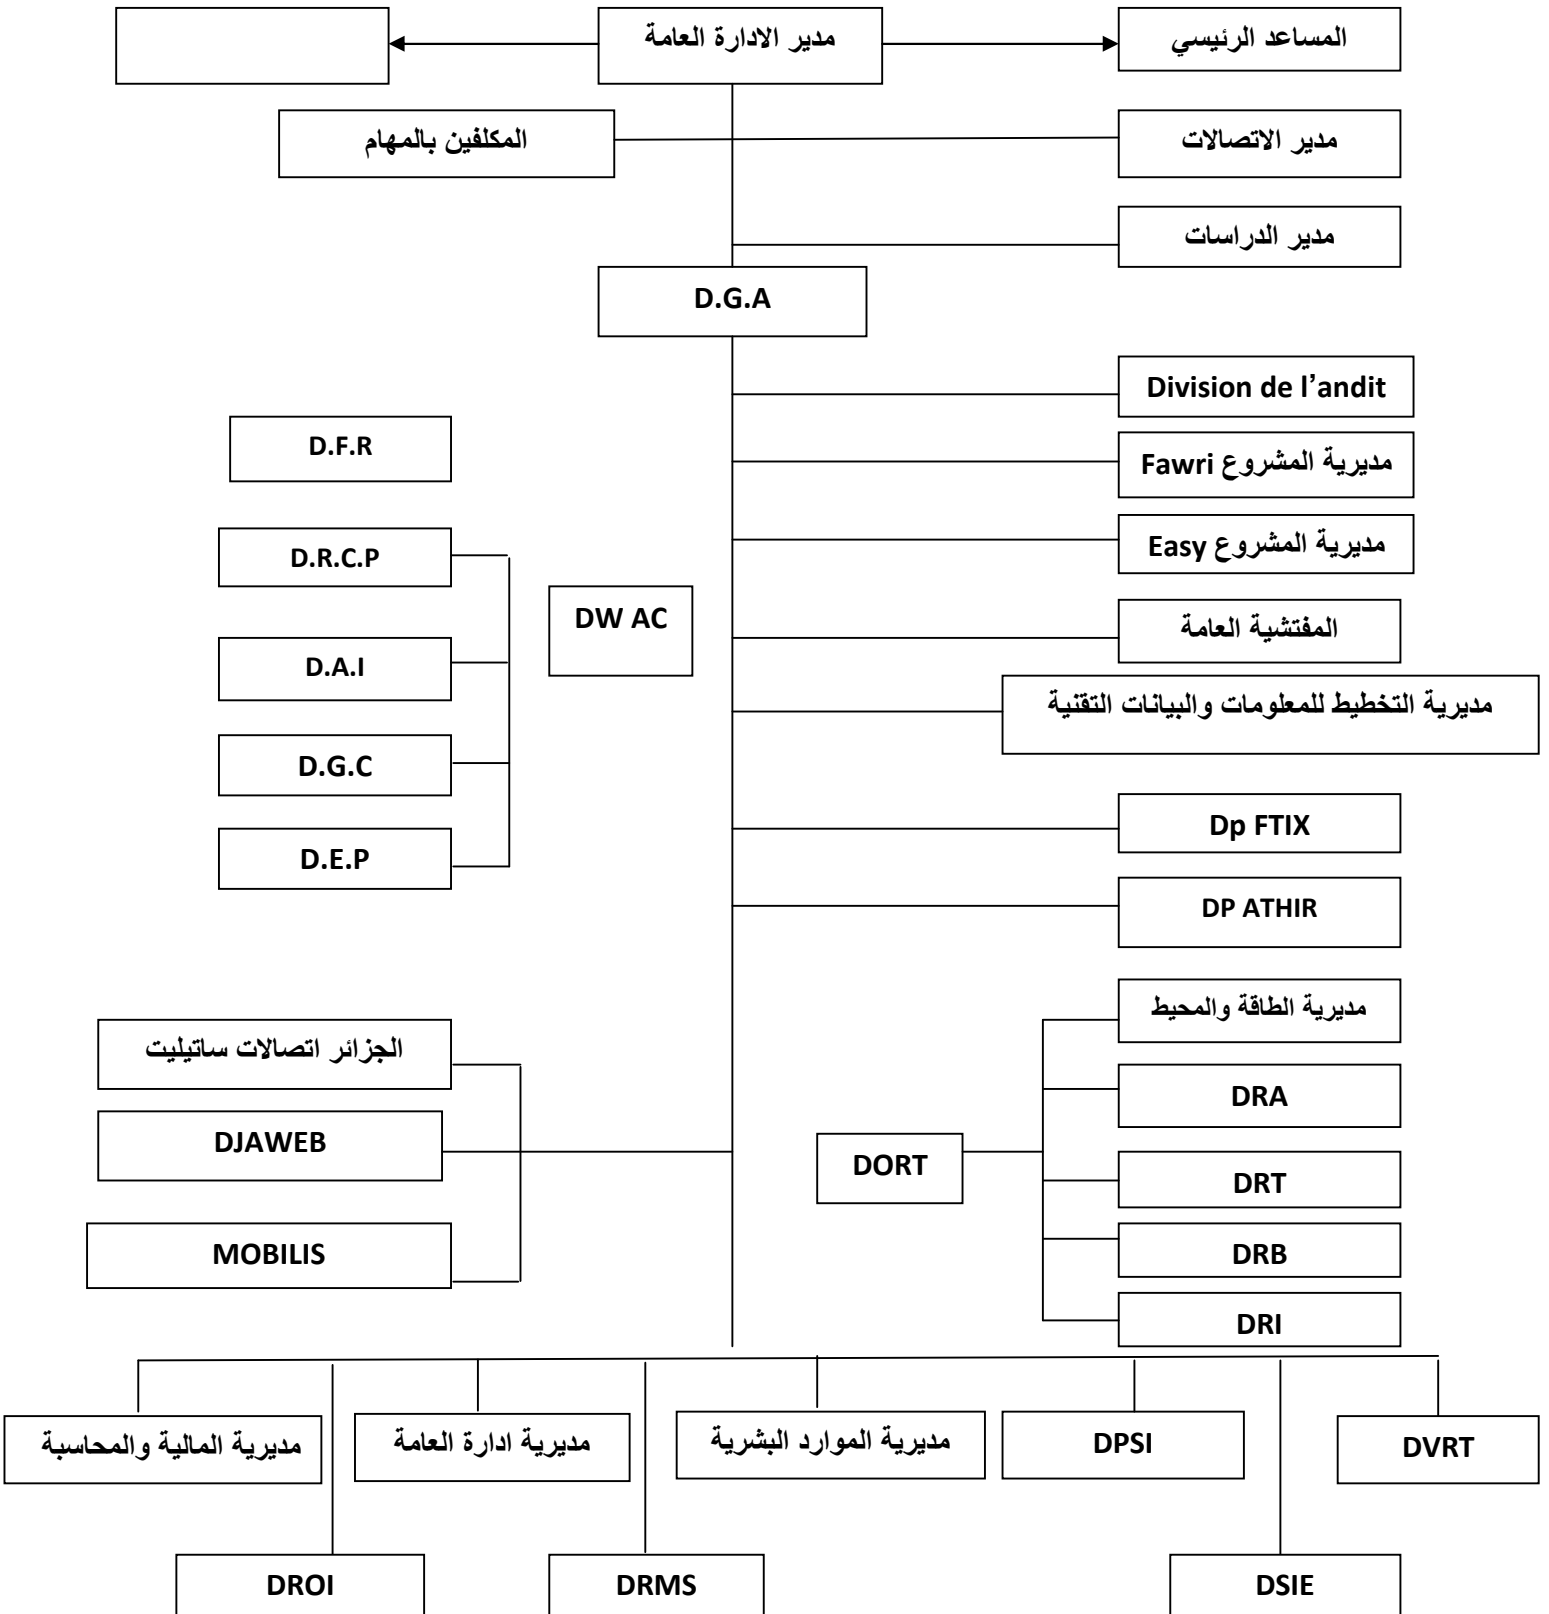 المساعد الرئيسي
مدير الادارة العامة
مدير الاتصالات
المكلفين بالمهام
مدير الدراسات
D.G.A
Division de l’andit
مديرية المشروع Fawri
مديرية المشروع Easy
المفتشية العامة
مديرية التخطيط للمعلومات والبيانات التقنية
Dp FTIX
DP ATHIR
D.F.R
D.R.C.P
DW AC
D.A.I
D.G.C
D.E.P
مديرية الطاقة والمحيط
DRA
DORT
DRT
DRB
DRI
الجزائر اتصالات ساتيليت
DJAWEB
MOBILIS
DVRT
DPSI
مديرية الموارد البشرية
مديرية ادارة العامة
مديرية المالية والمحاسبة
DSIE
DRMS
DROI